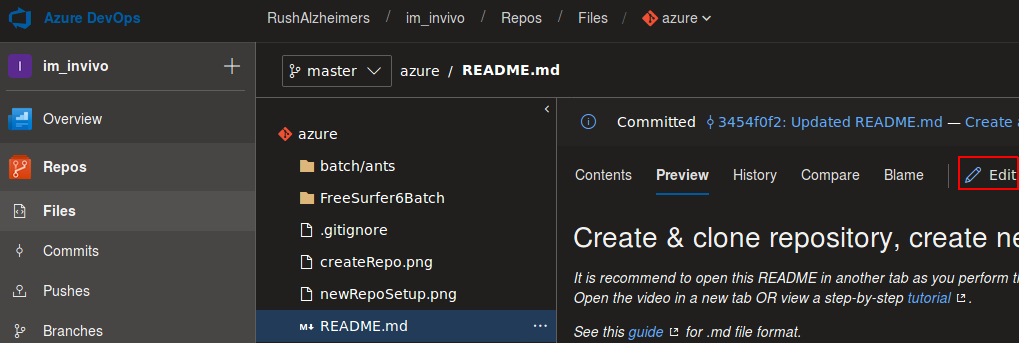 Azure DevOps
RushAlzheimers / im_invivo / Repos / Files / azure
I im_invivo
master azure / README.md
Overview
Repos
Files
Commits
Pushes
Branches
azure
batch/ants
FreeSurfer6Batch
.gitignore
createRepo.png
newRepoSetup.png
README.md ...
Committed 3454f0f2: Updated README.md — Create
Contents Preview History Compare Blame Edit
Create & clone repository, create ne
It is recommend to open this README in another tab as you perform th
Open the video in a new tab OR view a step-by-step tutorial .
See this guide for .md file format.